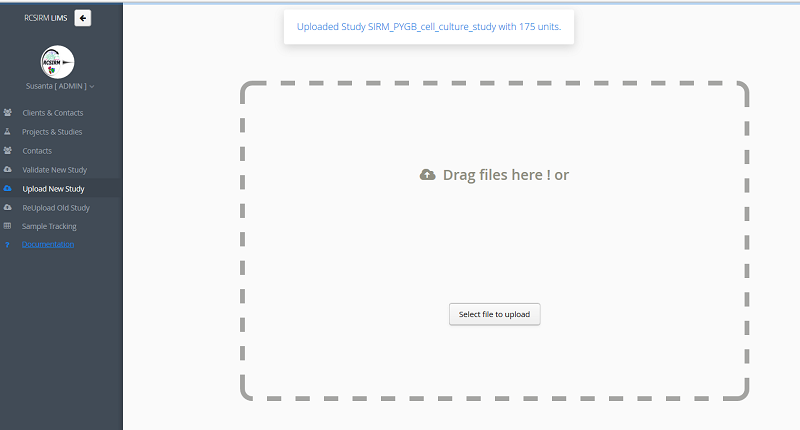 RCSIRM LIMS
Uploaded Study SIRM_PYGB_cell_culture_study with 175 units.
RCSIRM
Susanta [ ADMIN ]
Clients & Contacts
Projects & Studies
Contacts
Validate New Study
Upload New Study
ReUpload Old Study
Sample Tracking
? Documentation
Drag files here ! or
Select file to upload